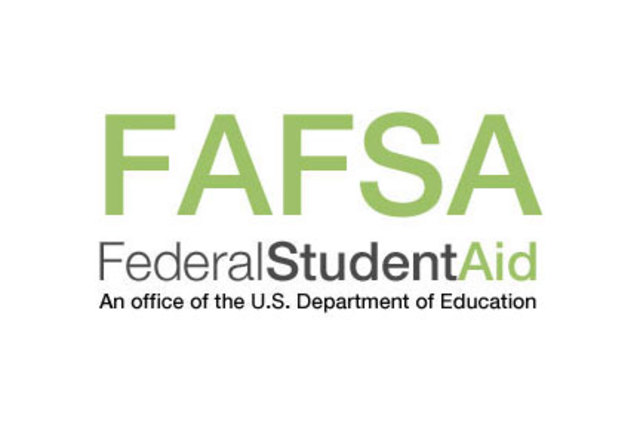 FAFSA
FederalStudentAid
An office of the U.S. Department of Education